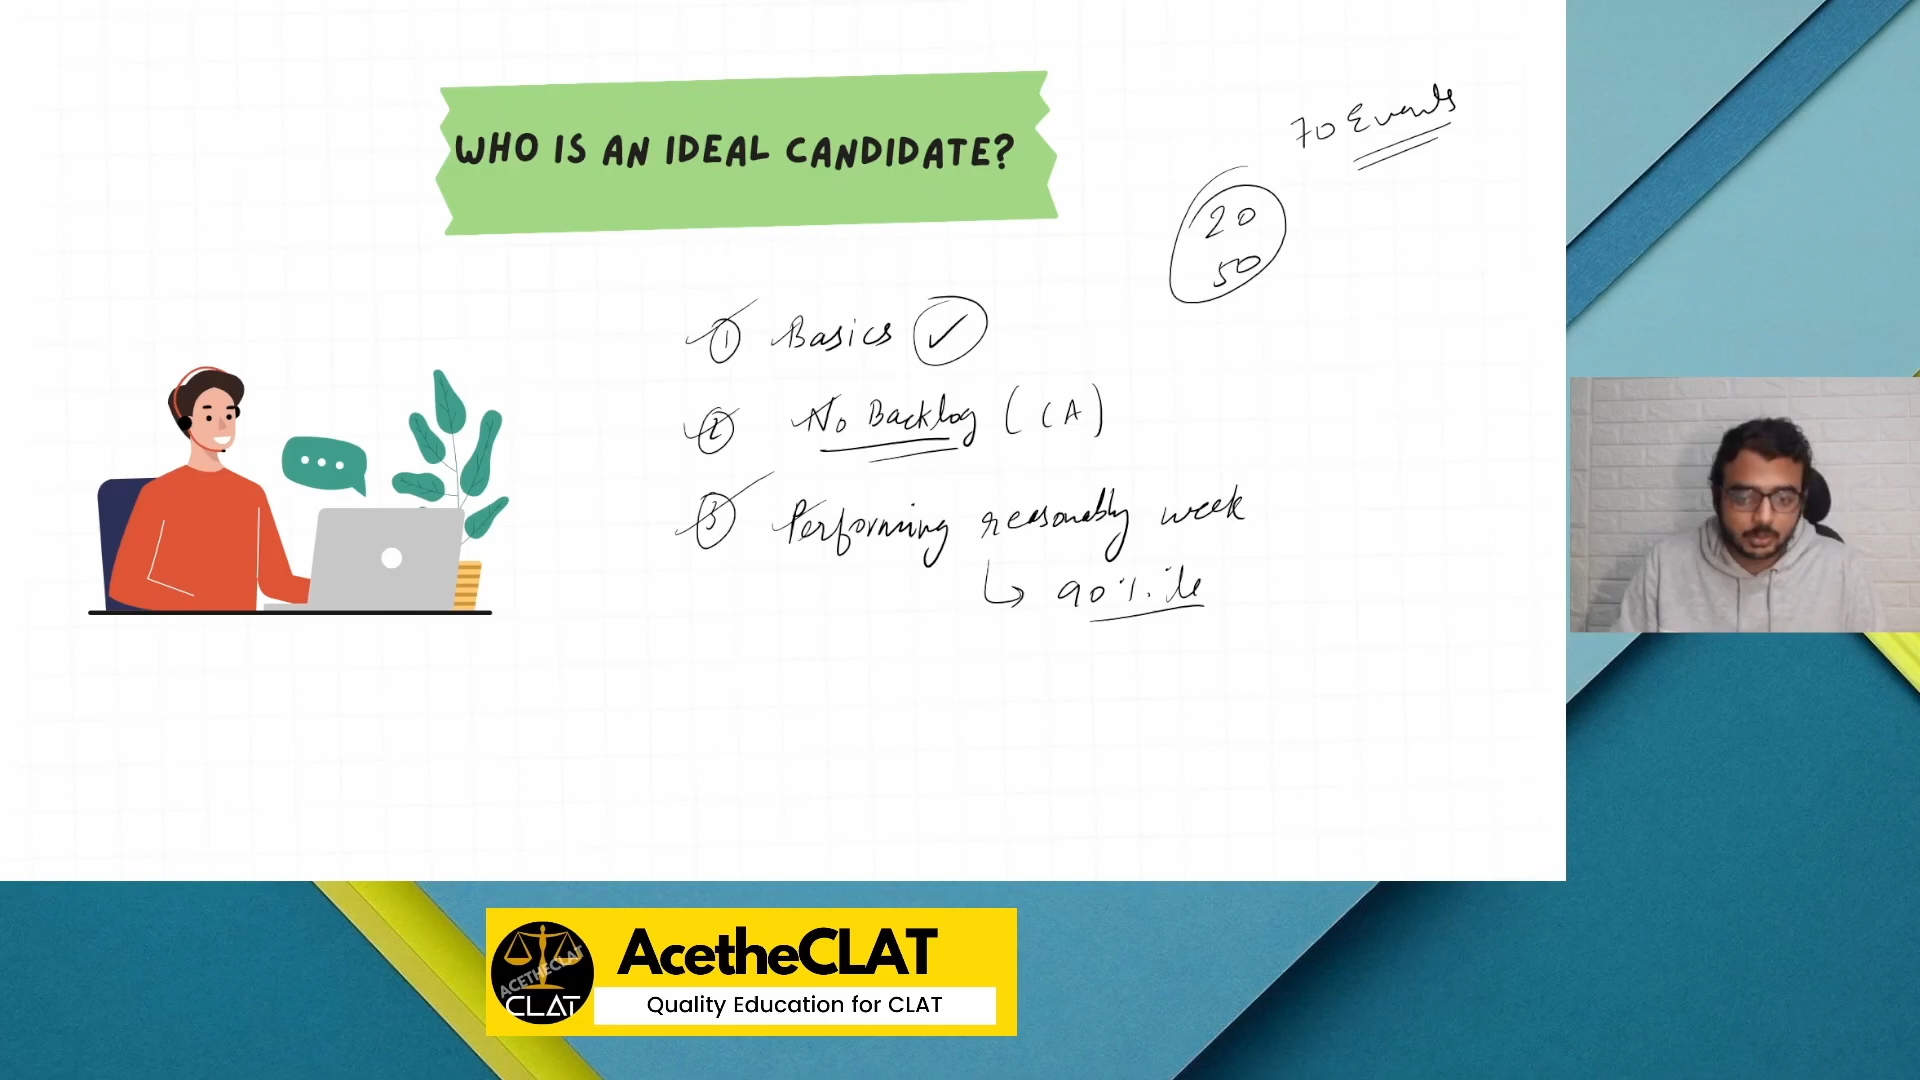 WHO IS AN IDEAL CANDIDATE?
70 Events
20
50
1 Basics ✓
2 No Backlog (CA)
3 Performing reasonably week
↳ 90%.ile
ACETHECLAT
CLAT
AcetheCLAT
Quality Education for CLAT